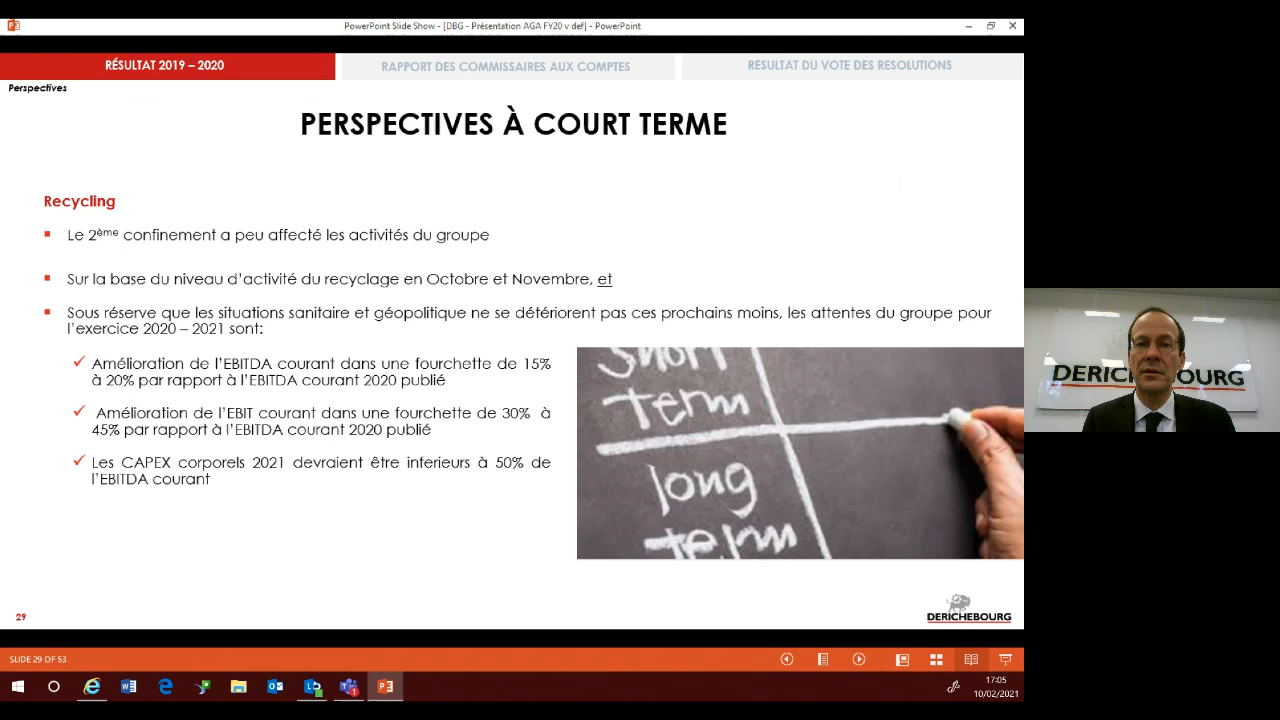 PowerPoint Slide Show - [DBG - Présentation AGA FY20 v def] - PowerPoint
RÉSULTAT 2019 – 2020
RAPPORT DES COMMISSAIRES AUX COMPTES
RESULTAT DU VOTE DES RESOLUTIONS
Perspectives
PERSPECTIVES À COURT TERME
Recycling
Le 2ème confinement a peu affecté les activités du groupe
Sur la base du niveau d’activité du recyclage en Octobre et Novembre, et
Sous réserve que les situations sanitaire et géopolitique ne se détériorent pas ces prochains moins, les attentes du groupe pour
l’exercice 2020 – 2021 sont:
Amélioration de l’EBITDA courant dans une fourchette de 15%
à 20% par rapport à l’EBITDA courant 2020 publié
Amélioration de l’EBIT courant dans une fourchette de 30% à
45% par rapport à l’EBITDA courant 2020 publié
Les CAPEX corporels 2021 devraient être inferieurs à 50% de
l’EBITDA courant
short
term
long
term
DERICHEBOURG
29
DERICHEBOURG
SLIDE 29 OF 53
17:05
10/02/2021